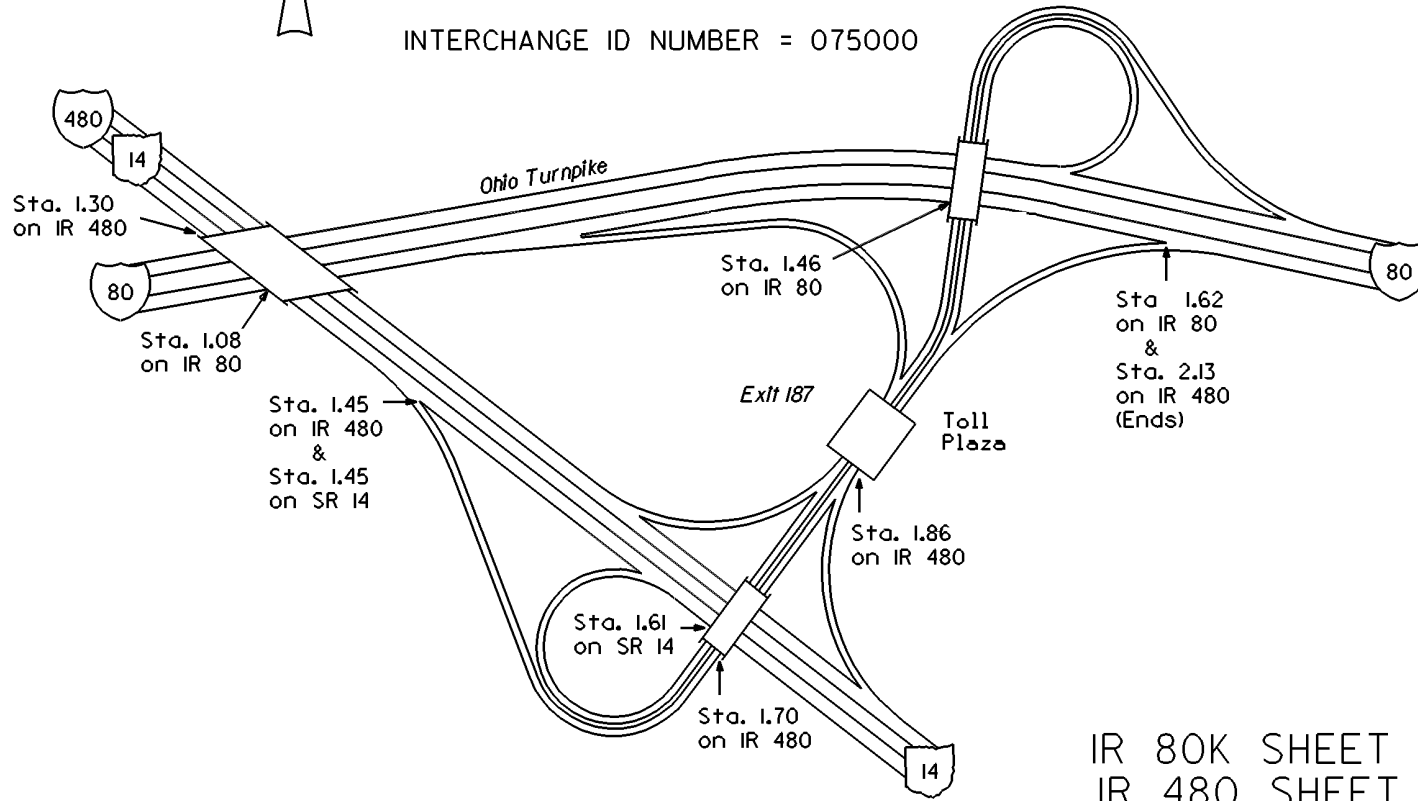 INTERCHANGE ID NUMBER = 075000
480
14
Ohio Turnpike
Sta. 1.30
on IR 480
80
Sta. 1.08
on IR 80
Sta. 1.46
on IR 80
80
Sta 1.62
on IR 80
&
Sta. 2.13
on IR 480
(Ends)
Sta. 1.45
on IR 480
&
Sta. 1.45
on SR 14
Exit 187
Toll
Plaza
Sta. 1.86
on IR 480
Sta. 1.61
on SR 14
Sta. 1.70
on IR 480
14
IR 80K SHEET
IR 480 SHEET